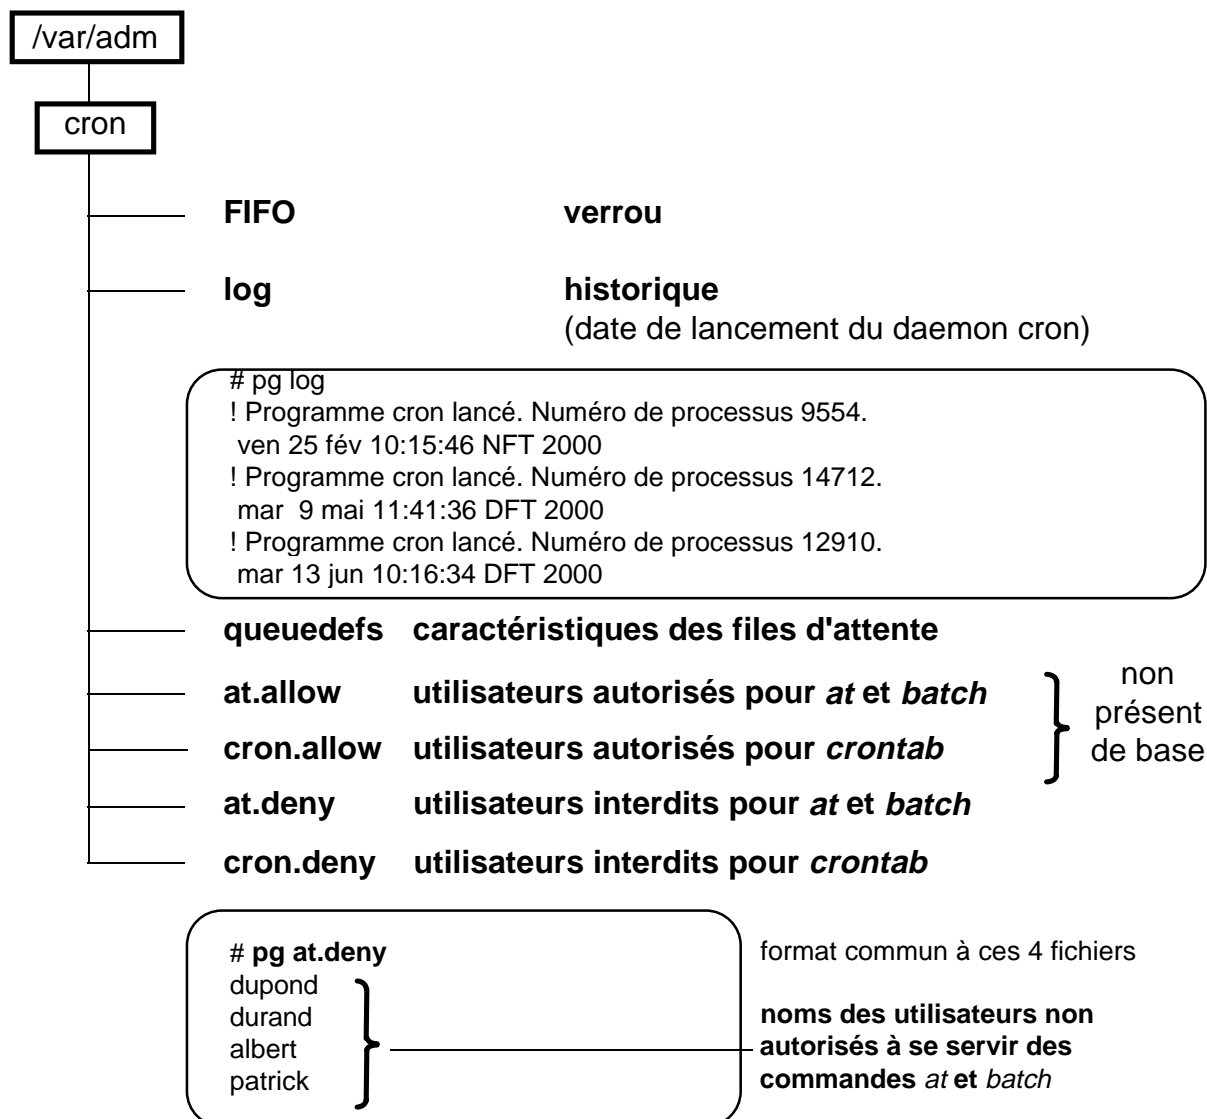 /var/adm
cron
FIFO verrou
log historique
(date de lancement du daemon cron)
# pg log
! Programme cron lancé. Numéro de processus 9554.
ven 25 fév 10:15:46 NFT 2000
! Programme cron lancé. Numéro de processus 14712.
mar  9 mai 11:41:36 DFT 2000
! Programme cron lancé. Numéro de processus 12910.
mar 13 jun 10:16:34 DFT 2000
queuedefs caractéristiques des files d'attente
at.allow utilisateurs autorisés pour at et batch
cron.allow utilisateurs autorisés pour crontab
non
présent
de base
at.deny utilisateurs interdits pour at et batch
cron.deny utilisateurs interdits pour crontab
# pg at.deny
dupond
durand
albert
patrick
format commun à ces 4 fichiers
noms des utilisateurs non
autorisés à se servir des
commandes at et batch